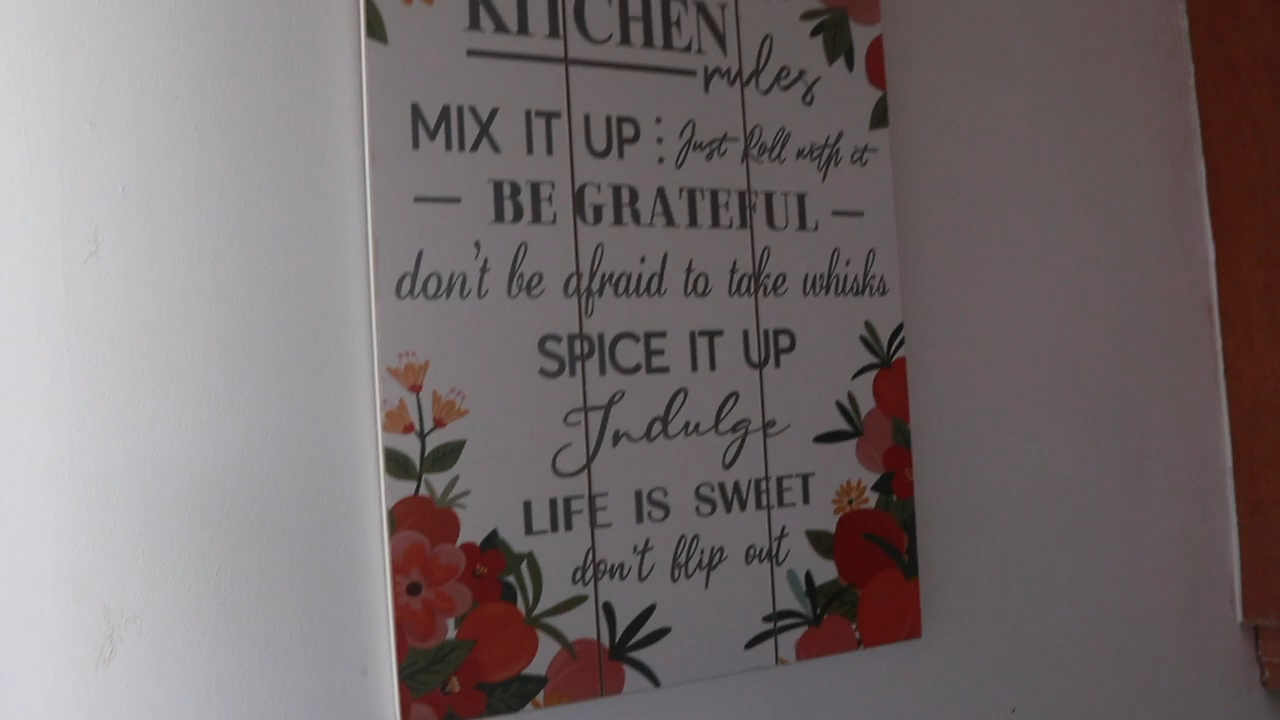 KITCHEN
rules
MIX IT UP : Just Roll with it
— BE GRATEFUL —
don't be afraid to take whisks
SPICE IT UP
Indulge
LIFE IS SWEET
don't flip out